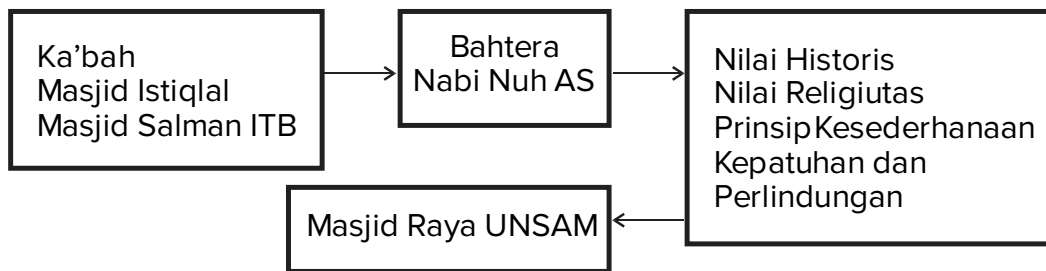 Ka’bah
Masjid Istiqlal
Masjid Salman ITB
Bahtera
Nabi Nuh AS
Nilai Historis
Nilai Religiutas
Prinsip Kesederhanaan
Kepatuhan dan
Perlindungan
Masjid Raya UNSAM